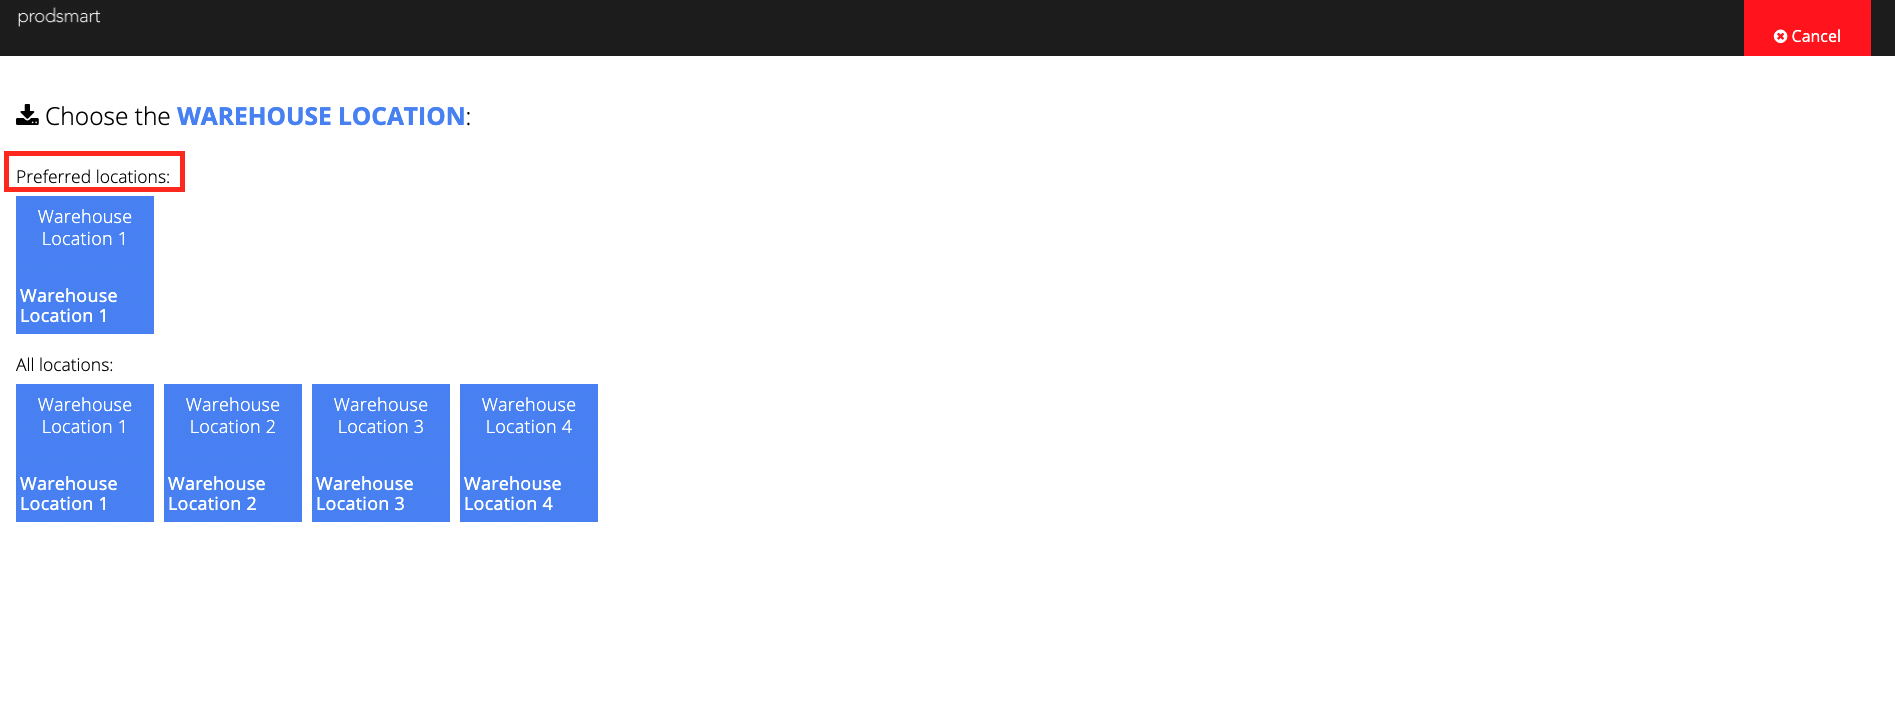 prodsmart
Cancel
Choose the WAREHOUSE LOCATION:
Preferred locations:
Warehouse
Location 1
Warehouse
Location 1
All locations:
Warehouse
Location 1
Warehouse
Location 1
Warehouse
Location 2
Warehouse
Location 2
Warehouse
Location 3
Warehouse
Location 3
Warehouse
Location 4
Warehouse
Location 4